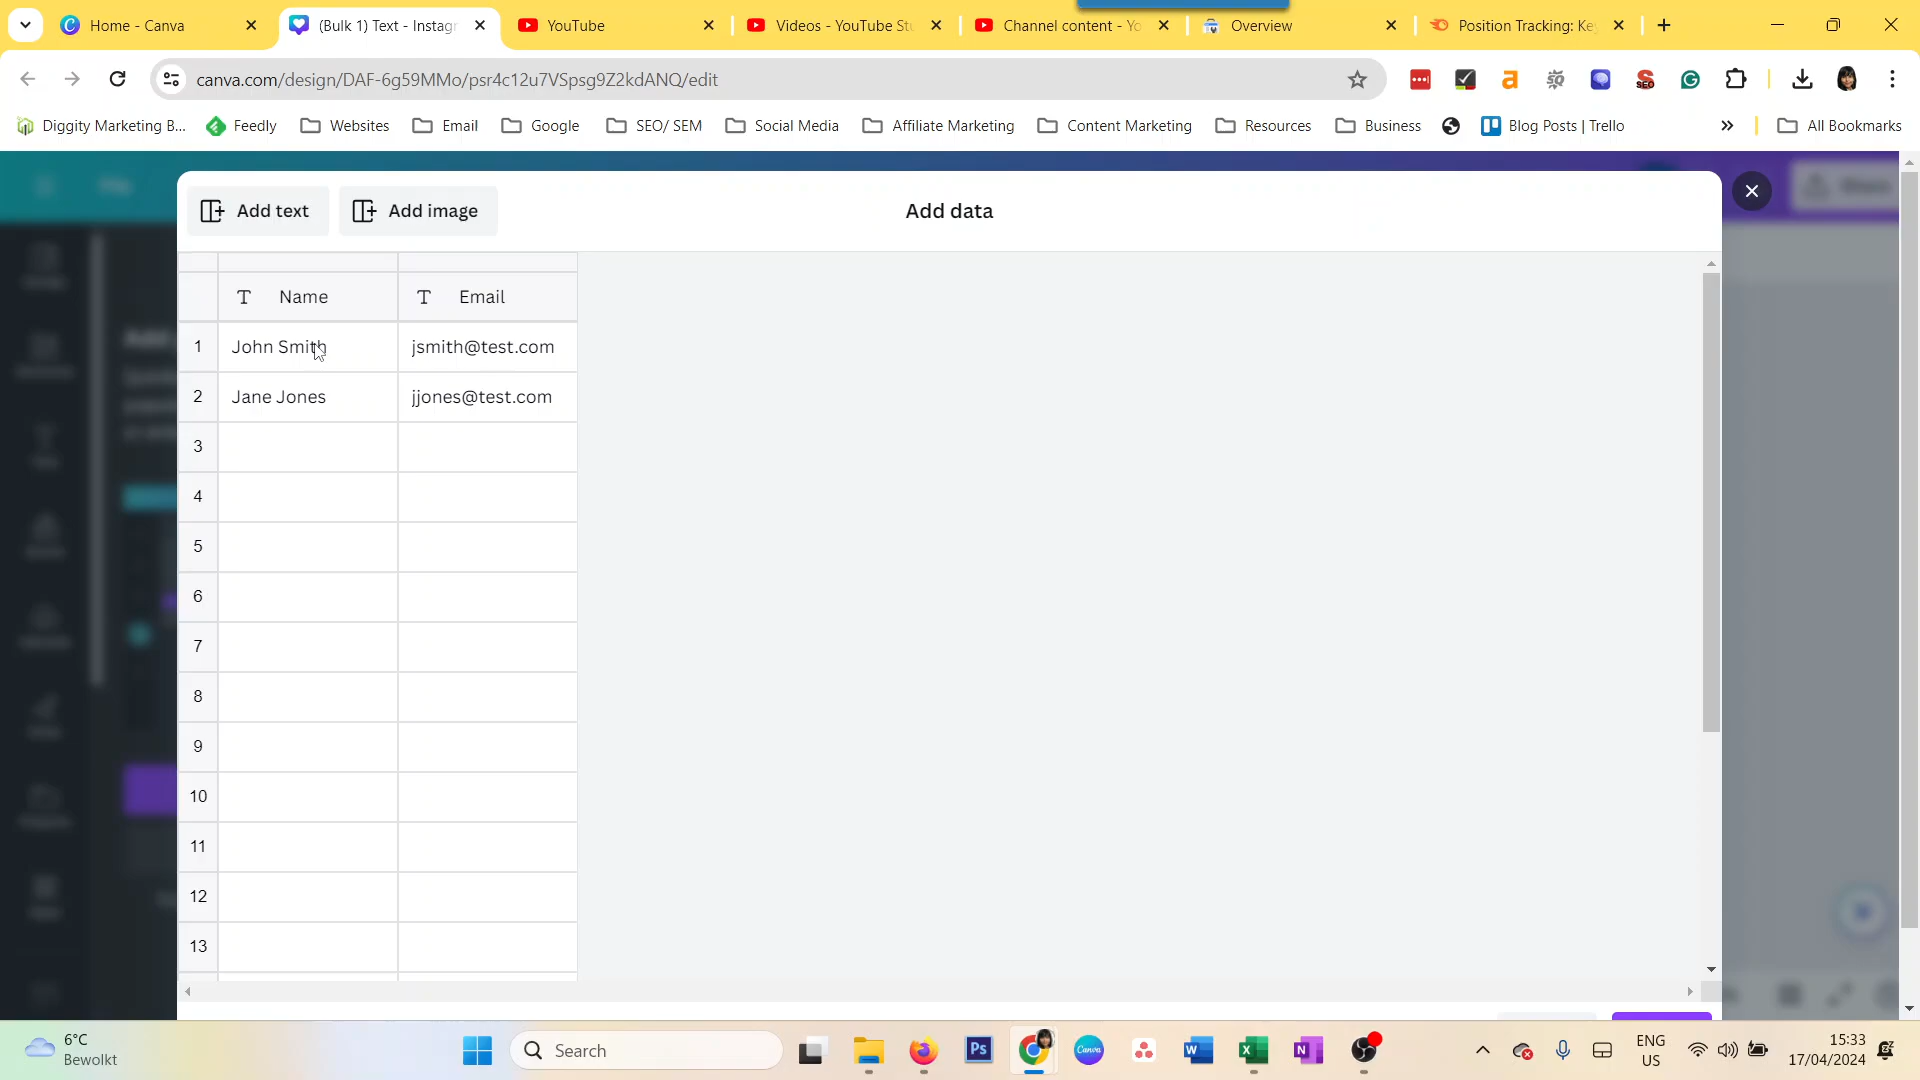 Home - Canva
(Bulk 1) Text - Instagr
YouTube
Videos - YouTube Stu
Channel content - Yo
Overview
Position Tracking: Ke
canva.com/design/DAF-6g59MMo/psr4c12u7VSpsg9Z2kdANQ/edit
Diggity Marketing B...
Feedly
Websites
Email
Google
SEO/ SEM
Social Media
Affiliate Marketing
Content Marketing
Resources
Business
Blog Posts | Trello
All Bookmarks
File
Share
Add text
Add image
Add data
Name Email
1 John Smith jsmith@test.com
2 Jane Jones jjones@test.com
3
4
5
6
7
8
9
10
11
12
13
6°C
Bewolkt
Search
ENG
US
15:33
17/04/2024